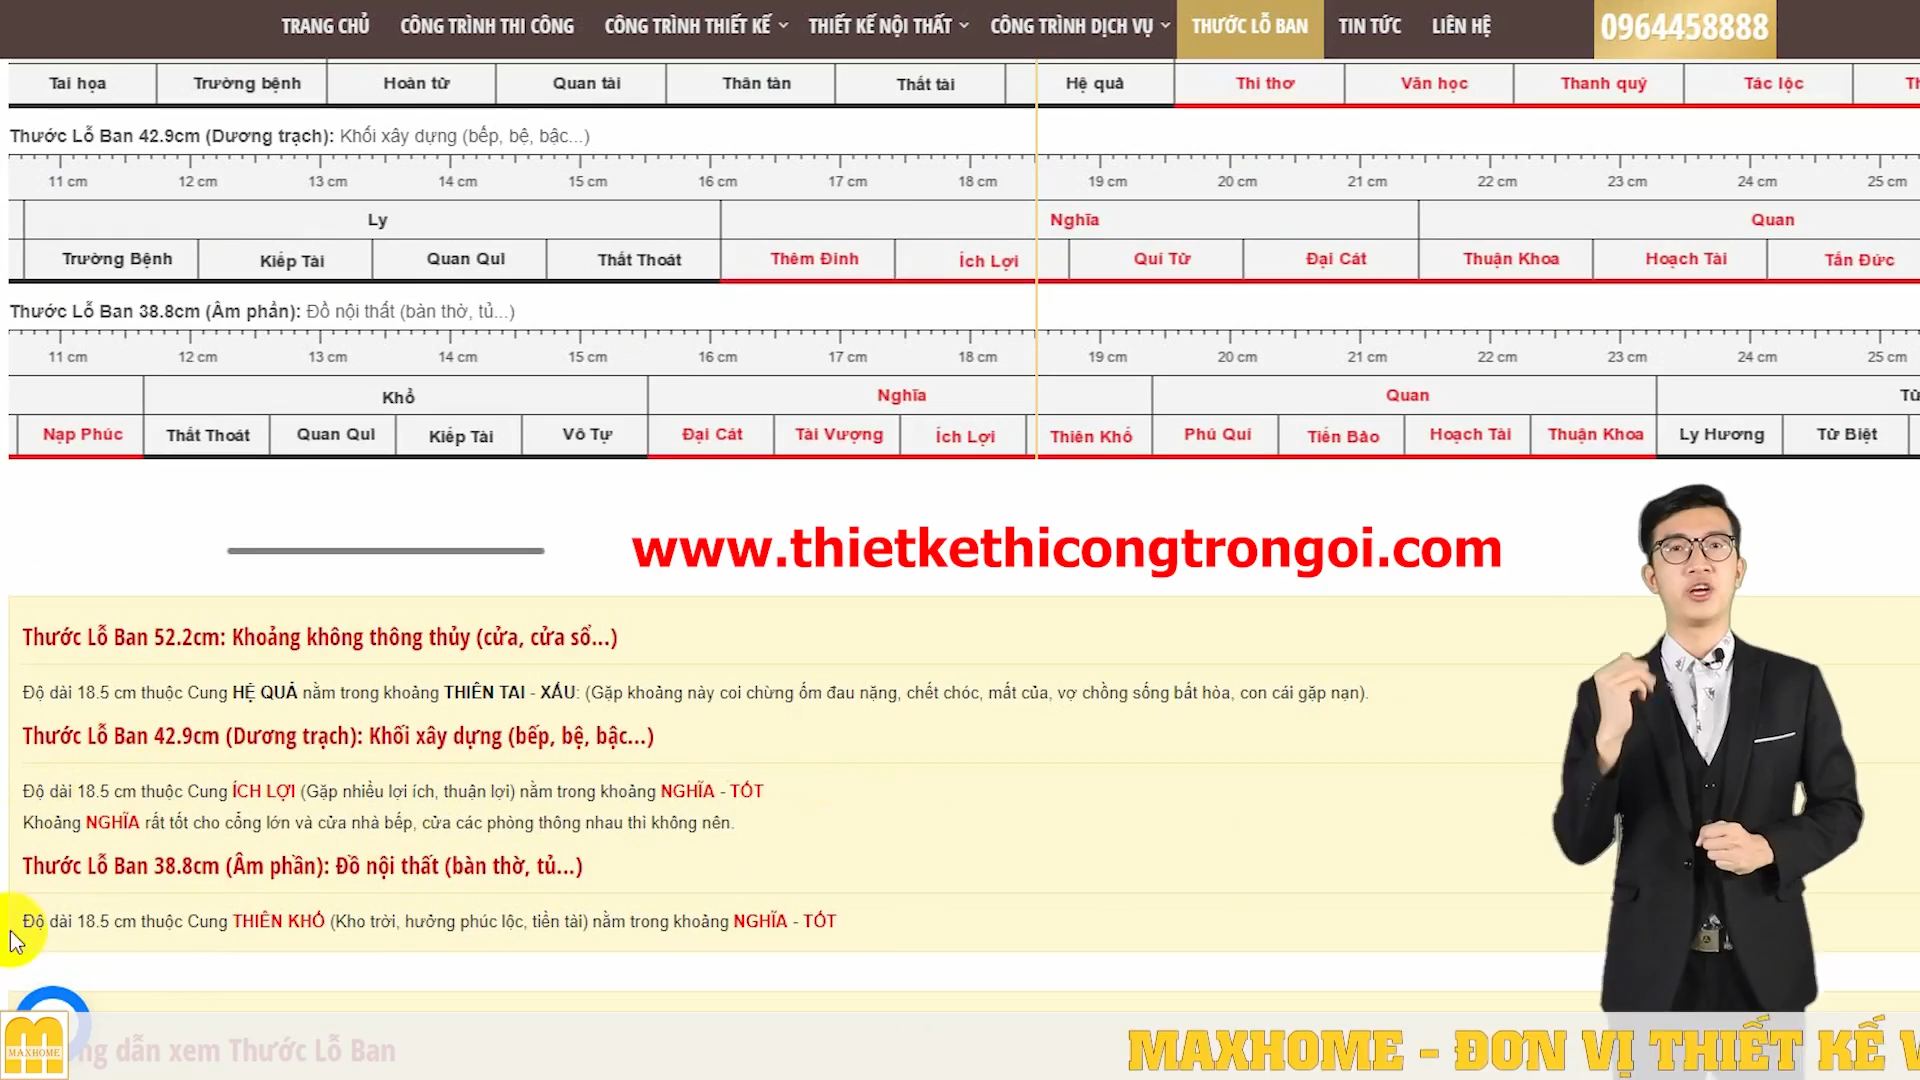 TRANG CHỦ CÔNG TRÌNH THI CÔNG CÔNG TRÌNH THIẾT KẾ THIẾT KẾ NỘI THẤT CÔNG TRÌNH DỊCH VỤ THƯỚC LỖ BAN TIN TỨC LIÊN HỆ 0964458888
Tai họa Trường bệnh Hoàn tử Quan tài Thân tàn Thất tài Hệ quả Thi thơ Văn học Thanh quý Tác lộc
Thước Lỗ Ban 42.9cm (Dương trạch): Khối xây dựng (bếp, bệ, bậc...)
11 cm 12 cm 13 cm 14 cm 15 cm 16 cm 17 cm 18 cm 19 cm 20 cm 21 cm 22 cm 23 cm 24 cm 25 cm
Ly Nghĩa Quan
Trường Bệnh Kiếp Tài Quan Quỉ Thất Thoát Thêm Đinh Ích Lợi Quí Tử Đại Cát Thuận Khoa Hoạch Tài Tấn Đức
Thước Lỗ Ban 38.8cm (Âm phần): Đồ nội thất (bàn thờ, tủ...)
11 cm 12 cm 13 cm 14 cm 15 cm 16 cm 17 cm 18 cm 19 cm 20 cm 21 cm 22 cm 23 cm 24 cm 25 cm
Khổ Nghĩa Quan
Nạp Phúc Thất Thoát Quan Quỉ Kiếp Tài Vô Tự Đại Cát Tài Vượng Ích Lợi Thiên Khố Phú Quí Tiến Bảo Hoạch Tài Thuận Khoa Ly Hương Tử Biệt
www.thietkethicongtrongoi.com
Thước Lỗ Ban 52.2cm: Khoảng không thông thủy (cửa, cửa sổ...)
Độ dài 18.5 cm thuộc Cung HỆ QUẢ nằm trong khoảng THIÊN TAI - XẤU: (Gặp khoảng này coi chừng ốm đau nặng, chết chóc, mất của, vợ chồng sống bất hòa, con cái gặp nạn).
Thước Lỗ Ban 42.9cm (Dương trạch): Khối xây dựng (bếp, bệ, bậc...)
Độ dài 18.5 cm thuộc Cung ÍCH LỢI (Gặp nhiều lợi ích, thuận lợi) nằm trong khoảng NGHĨA - TỐT
Khoảng NGHĨA rất tốt cho cổng lớn và cửa nhà bếp, cửa các phòng thông nhau thì không nên.
Thước Lỗ Ban 38.8cm (Âm phần): Đồ nội thất (bàn thờ, tủ...)
Độ dài 18.5 cm thuộc Cung THIÊN KHỐ (Kho trời, hưởng phúc lộc, tiền tài) nằm trong khoảng NGHĨA - TỐT
dẫn xem Thước Lỗ Ban
MAXHOME
MAXHOME - ĐƠN VỊ THIẾT KẾ